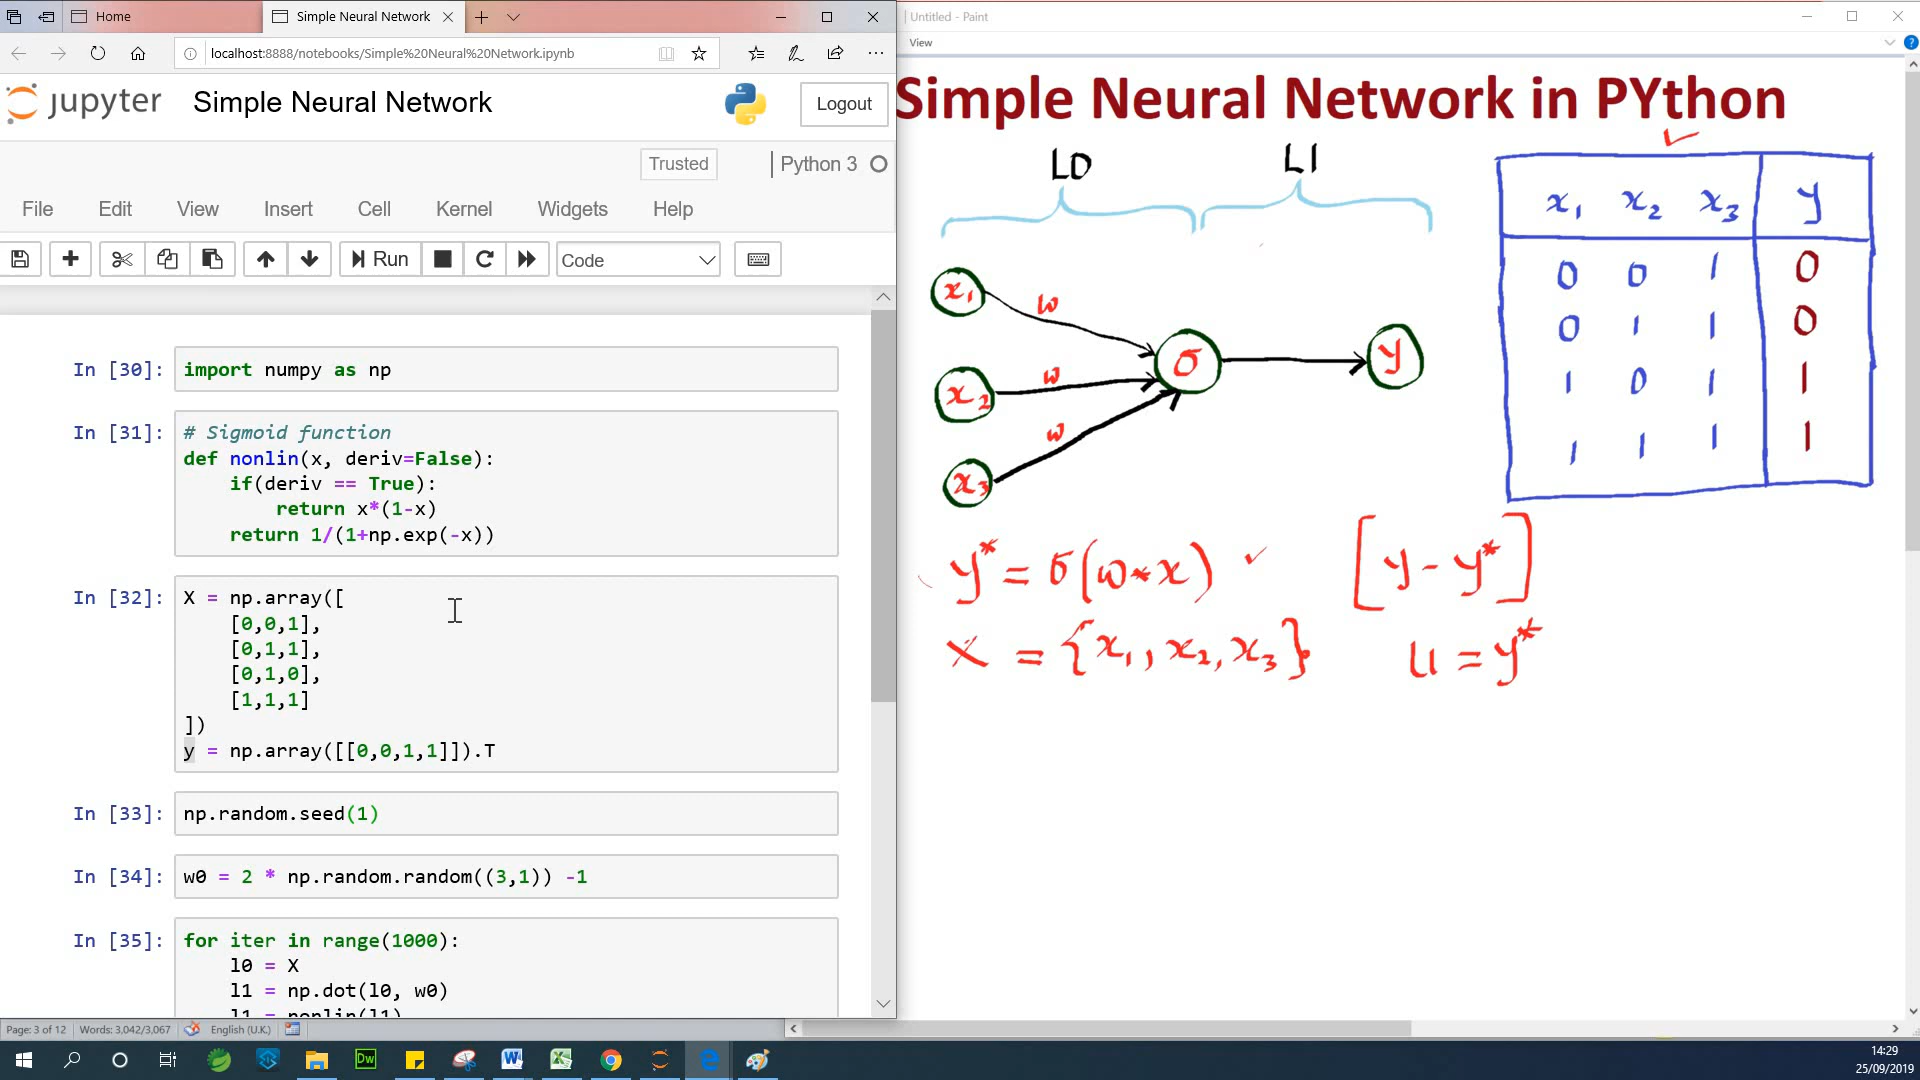 Home
Simple Neural Network
localhost:8888/notebooks/Simple%20Neural%20Network.ipynb
jupyter Simple Neural Network
Logout
Trusted
Python 3
File Edit View Insert Cell Kernel Widgets Help
Run
Code
In [30]: import numpy as np
In [31]: # Sigmoid function
def nonlin(x, deriv=False):
if(deriv == True):
return x*(1-x)
return 1/(1+np.exp(-x))
In [32]: X = np.array([
[0,0,1],
[0,1,1],
[0,1,0],
[1,1,1]
])
y = np.array([[0,0,1,1]]).T
In [33]: np.random.seed(1)
In [34]: w0 = 2 * np.random.random((3,1)) -1
In [35]: for iter in range(1000):
l0 = X
l1 = np.dot(l0, w0)
l1 = nonlin(l1)
Page: 3 of 12 Words: 3,042/3,067 English (U.K.)
Untitled - Paint
View
Simple Neural Network in PYthon
L0 L1
x₁ w
x₂ w σ y
x₃ w
x₁ x₂ x₃ y
0 0 1 0
0 1 1 0
1 0 1 1
1 1 1 1
y* = σ(w*x) [y - y*]
X = {x₁, x₂, x₃} L1 = y*
Dw
14:29
25/09/2019